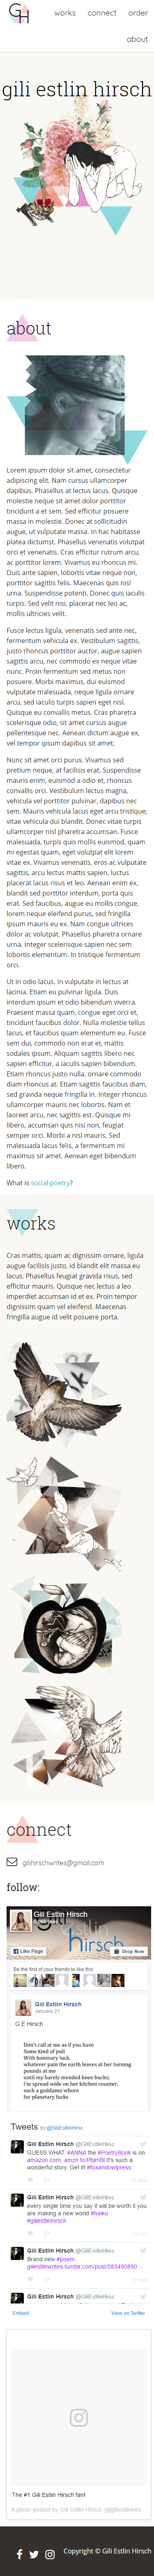 GH
works connect order
about
gili estlin hirsch
about
Lorem ipsum dolor sit amet, consectetur
adipiscing elit. Nam cursus ullamcorper
dapibus. Phasellus at lectus lacus. Quisque
molestie neque sit amet dolor porttitor
tincidunt at et sem. Sed efficitur posuere
massa in molestie. Donec at sollicitudin
augue, ut vulputate massa. In hac habitasse
platea dictumst. Phasellus venenatis volutpat
orci et venenatis. Cras efficitur rutrum arcu,
ac porttitor lorem. Vivamus eu rhoncus mi.
Duis ante sapien, lobortis vitae neque non,
porttitor sagittis felis. Maecenas quis nisl
urna. Suspendisse potenti. Donec quis iaculis
turpis. Sed velit nisi, placerat nec leo ac,
mollis ultricies velit.
Fusce lectus ligula, venenatis sed ante nec,
fermentum vehicula ex. Vestibulum sagittis,
justo rhoncus porttitor auctor, augue sapien
sagittis arcu, nec commodo ex neque vitae
nunc. Proin fermentum sed metus non
posuere. Morbi maximus, dui euismod
vulputate malesuada, neque ligula ornare
arcu, sed iaculis turpis sapien eget nisl.
Quisque eu convallis metus. Cras pharetra
scelerisque odio, sit amet cursus augue
pellentesque nec. Aenean dictum augue ex,
vel tempor ipsum dapibus sit amet.
Nunc sit amet orci purus. Vivamus sed
pretium neque, at facilisis erat. Suspendisse
mauris enim, euismod a odio et, rhoncus
convallis orci. Vestibulum lectus magna,
vehicula vel porttitor pulvinar, dapibus nec
sem. Mauris vehicula lacus eget arcu tristique,
vitae vehicula dui blandit. Donec vitae turpis
ullamcorper nisl pharetra accumsan. Fusce
malesuada, turpis quis mollis euismod, quam
mi egestas quam, eget volutpat elit lorem
vitae ex. Vivamus venenatis, eros ac vulputate
sagittis, arcu lectus mattis sapien, luctus
placerat lacus risus et leo. Aenean enim ex,
blandit sed porttitor interdum, porta quis
erat. Sed faucibus, augue eu mollis congue,
lorem neque eleifend purus, sed fringilla
ipsum mauris eu ex. Nam congue ultrices
dolor ac volutpat. Phasellus pharetra ornare
urna. Integer scelerisque sapien nec sem
lobortis elementum. In tristique fermentum
orci.
Ut in odio lacus. In vulputate in lectus at
lacinia. Etiam eu pulvinar ligula. Duis
interdum ipsum et odio bibendum viverra.
Praesent massa quam, congue eget orci et,
tincidunt faucibus dolor. Nulla molestie tellus
lacus, et faucibus quam elementum eu. Fusce
sem dui, commodo non erat et, mattis
sodales ipsum. Aliquam sagittis libero nec
sapien efficitur, a iaculis sapien bibendum.
Etiam rhoncus justo nulla, ornare commodo
diam rhoncus at. Etiam sagittis faucibus diam,
sed gravida neque fringilla in. Integer rhoncus
ullamcorper mauris nec lobortis. Nam et
laoreet arcu, nec sagittis est. Quisque mi
libero, accumsan quis nisi non, feugiat
semper orci. Morbi a nisl mauris. Sed
malesuada lacus felis, a fermentum mi
maximus sit amet. Aenean eget bibendum
libero.
What is social poetry?
works
Cras mattis, quam ac dignissim ornare, ligula
augue facilisis justo, id blandit elit massa eu
lacus. Phasellus feugiat gravida risus, sed
efficitur mauris. Quisque nec lectus a leo
imperdiet accumsan id et ex. Proin tempor
dignissim quam vel eleifend. Maecenas
fringilla augue id velit posuere porta.
connect
gilihirschwrites@gmail.com
follow:
Gili Estlin Hirsch
Like Page
Shop Now
Be the first of your friends to like this
Gili Estlin Hirsch
January 21
G.E Hirsch
Don't call at me as if you have
some kind of pull
With luminary luck.
whatever pain the earth leaves at her turning
pounds at me
until my barely mended knee bucks;
I'm sprawled wide on her kitchen counter,
such a goddamn whore
for planetary fucks
Tweets by @GiliEstlinHirsc
Gili Estlin Hirsch @GiliEstlinHirsc
GUESS WHAT. #ANNA the #PoetryBook is on
Gili Estlin Hirsch @GiliEstlinHirsc
every single time you say it will be worth it you
are making a new world #haiku
#giliestlinhirsch
Gili Estlin Hirsch @GiliEstlinHirsc
Brand new #poem:
Gili Estlin Hirsch @GiliEstlinHirsc
Embed View on Twitter
The #1 Gili Estlin Hirsch fan!
Copyright © Gili Estlin Hirsch